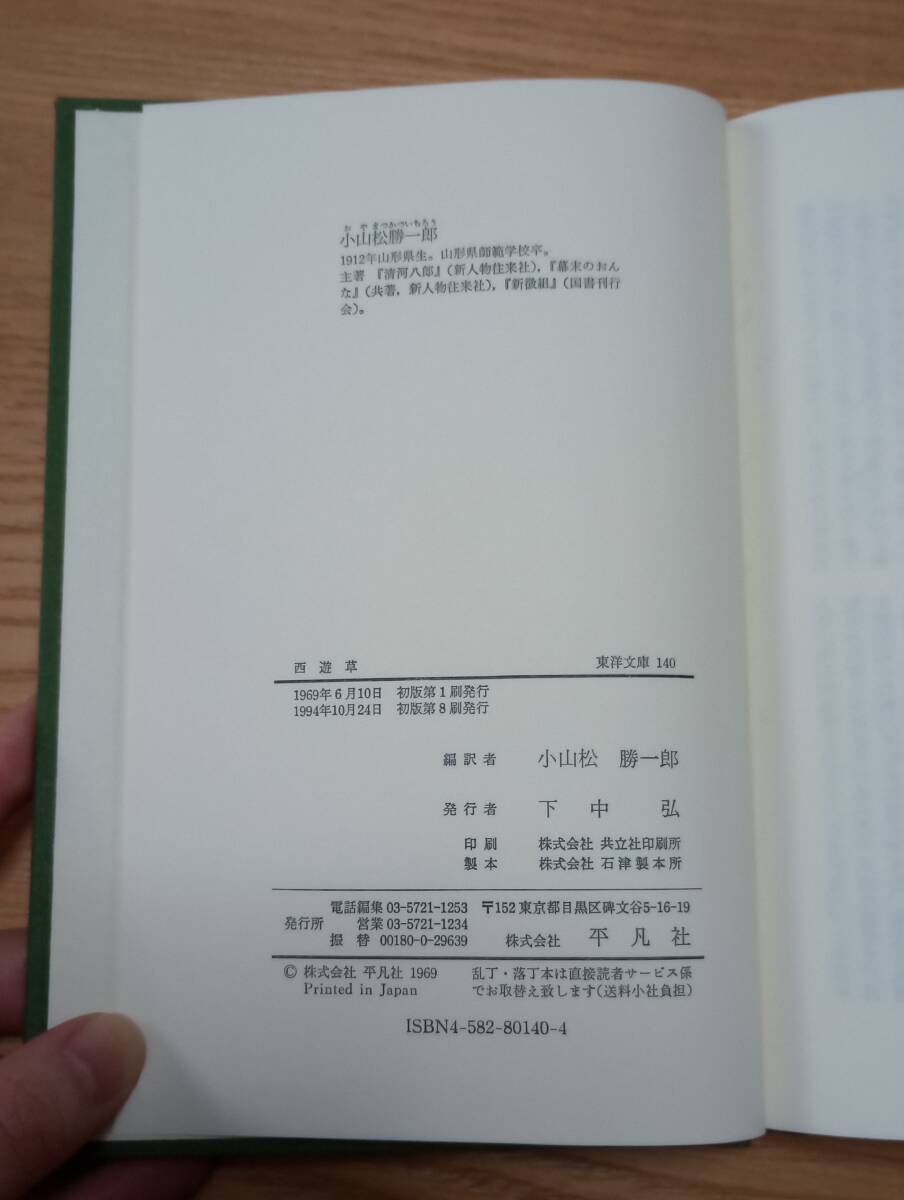 おやまつかついちろう
小山松勝一郎
1912年山形県生。山形県師範学校卒。
主著 『清河八郎』(新人物往来社),『幕末のおん
な』(共著, 新人物往来社),『新徴組』(国書刊行
会)。
西遊草 東洋文庫 140
1969年6月10日 初版第1刷発行
1994年10月24日 初版第8刷発行
編訳者 小山松 勝一郎
発行者 下中 弘
印刷 株式会社 共立社印刷所
製本 株式会社 石津製本所
電話編集 03-5721-1253 〒152 東京都目黒区碑文谷5-16-19
発行所 営業 03-5721-1234
振替 00180-0-29639 株式会社 平凡社
© 株式会社 平凡社 1969 乱丁・落丁本は直接読者サービス係
Printed in Japan でお取替え致します(送料小社負担)
ISBN4-582-80140-4